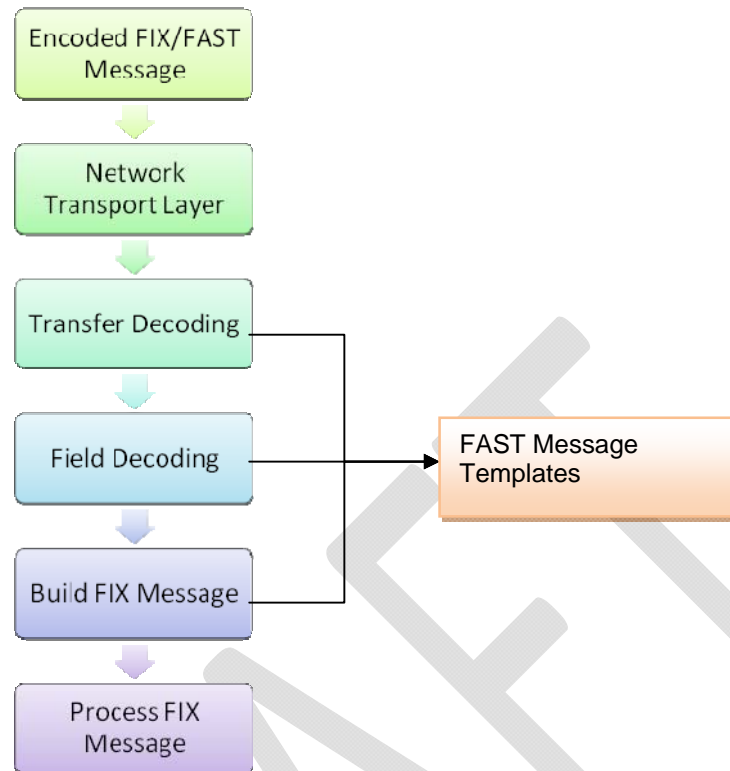 Encoded FIX/FAST
Message
Network
Transport Layer
Transfer Decoding
Field Decoding
FAST Message
Templates
Build FIX Message
Process FIX
Message